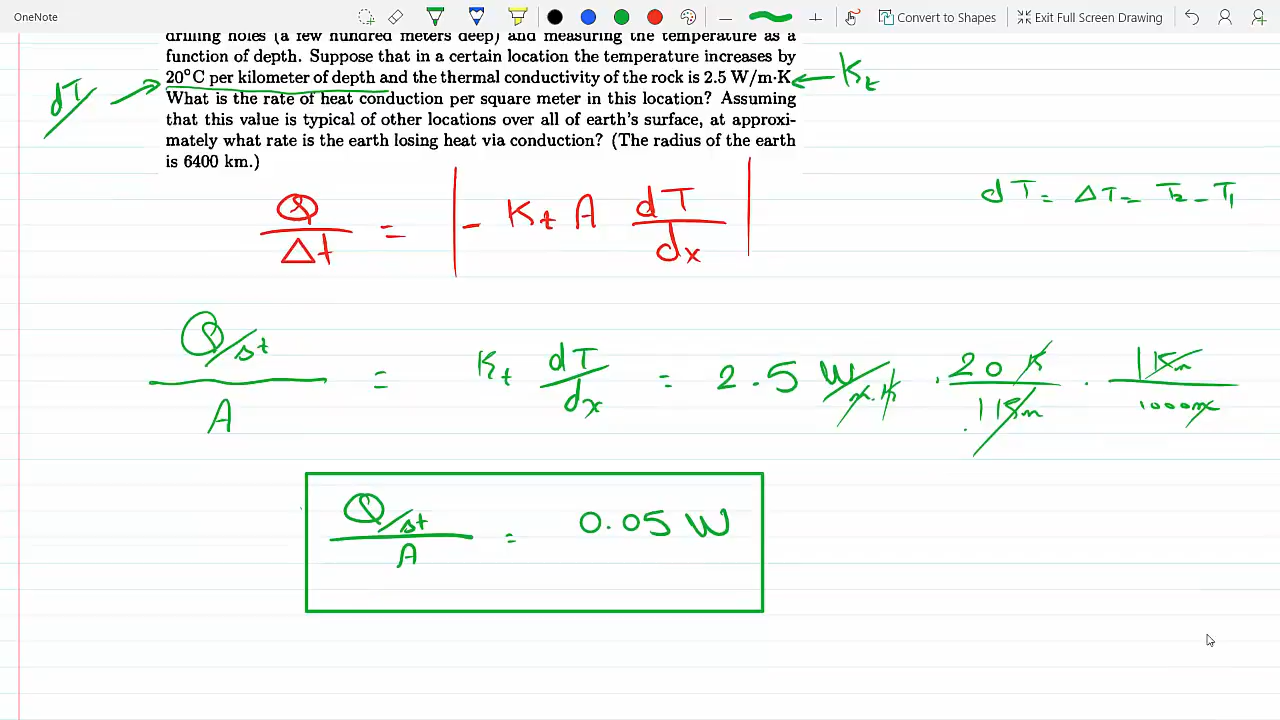 OneNote
Convert to Shapes
Exit Full Screen Drawing
drilling holes (a few hundred meters deep) and measuring the temperature as a
function of depth. Suppose that in a certain location the temperature increases by
20°C per kilometer of depth and the thermal conductivity of the rock is 2.5 W/m·K
What is the rate of heat conduction per square meter in this location? Assuming
that this value is typical of other locations over all of earth's surface, at approxi-
mately what rate is the earth losing heat via conduction? (The radius of the earth
is 6400 km.)
dT
Kt
dT = ΔT = T2 - T1
Q/Δt = |- Kt A dT/dx|
(Q/Δt)/A = Kt dT/dx = 2.5 W/m.K · 20 K/1 Km · 1 Km/1000m
(Q/Δt)/A = 0.05 W